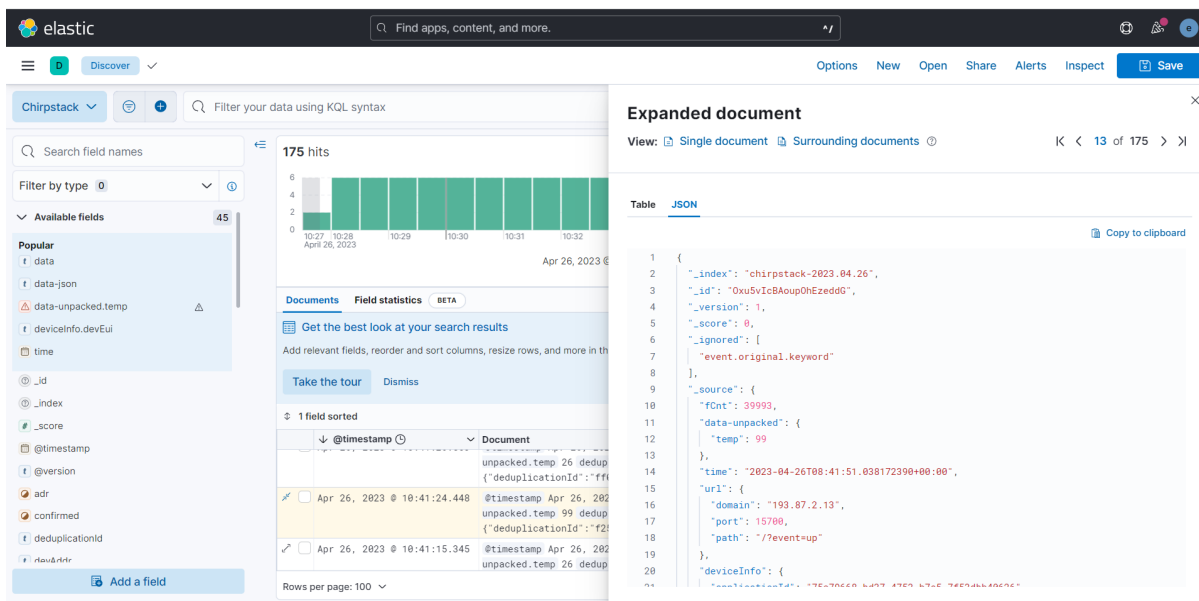 elastic
Find apps, content, and more.
^/
e
D
Discover
Options New Open Share Alerts Inspect Save
Chirpstack
Filter your data using KQL syntax
Search field names
Filter by type 0
Available fields 45
Popular
t data
t data-json
data-unpacked.temp
t deviceInfo.devEui
time
_id
_index
# _score
@timestamp
t @version
adr
confirmed
t deduplicationId
t devAddr
Add a field
175 hits
6
4
2
0
10:27 10:28 10:29 10:30 10:31 10:32
April 26, 2023
Apr 26, 2023 @
Documents Field statistics BETA
Get the best look at your search results
Add relevant fields, reorder and sort columns, resize rows, and more in th
Take the tour Dismiss
1 field sorted
@timestamp Document
unpacked.temp 26 dedup
{"deduplicationId":"ff
Apr 26, 2023 @ 10:41:24.448 @timestamp Apr 26, 202
unpacked.temp 99 dedup
{"deduplicationId":"f2
Apr 26, 2023 @ 10:41:15.345 @timestamp Apr 26, 202
unpacked.temp 26 dedup
Rows per page: 100
Expanded document
View: Single document Surrounding documents
13 of 175
Table JSON
Copy to clipboard
1 {
2 "_index": "chirpstack-2023.04.26",
3 "_id": "Oxu5vIcBAoupOhEzeddG",
4 "_version": 1,
5 "_score": 0,
6 "_ignored": [
7 "event.original.keyword"
8 ],
9 "_source": {
10 "fCnt": 39993,
11 "data-unpacked": {
12 "temp": 99
13 },
14 "time": "2023-04-26T08:41:51.038172390+00:00",
15 "url": {
16 "domain": "193.87.2.13",
17 "port": 15700,
18 "path": "/?event=up"
19 },
20 "deviceInfo": {